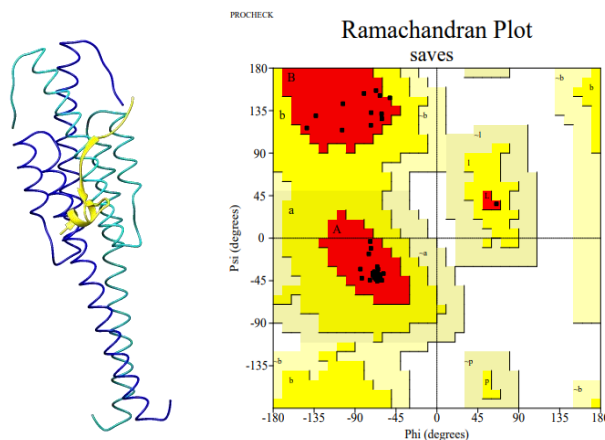 PROCHECK
Ramachandran Plot
saves
B
b
~b
~b
b
b
~l
l
L
a
A
~a
~b
b
~p
p
~b
180
135
90
45
0
-45
-90
-135
-180
-135
-90
-45
0
45
90
135
180
Psi (degrees)
Phi (degrees)